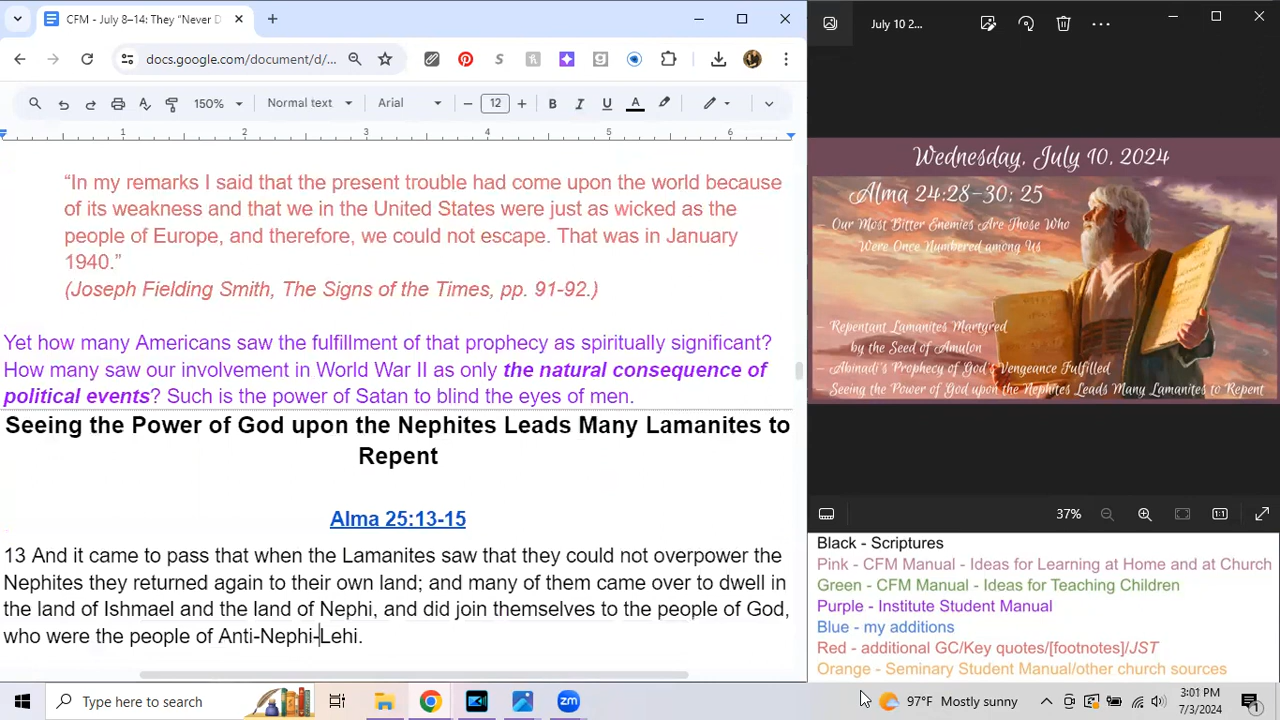 CFM - July 8–14: They “Never D
docs.google.com/document/d/...
150%
Normal text
Arial
12
B I U A
1 2 3 4 5 6
“In my remarks I said that the present trouble had come upon the world because
of its weakness and that we in the United States were just as wicked as the
people of Europe, and therefore, we could not escape. That was in January
1940.”
(Joseph Fielding Smith, The Signs of the Times, pp. 91-92.)
Yet how many Americans saw the fulfillment of that prophecy as spiritually significant?
How many saw our involvement in World War II as only the natural consequence of
political events? Such is the power of Satan to blind the eyes of men.
Seeing the Power of God upon the Nephites Leads Many Lamanites to
Repent
Alma 25:13-15
13 And it came to pass that when the Lamanites saw that they could not overpower the
Nephites they returned again to their own land; and many of them came over to dwell in
the land of Ishmael and the land of Nephi, and did join themselves to the people of God,
who were the people of Anti-Nephi-Lehi.
July 10 2...
Wednesday, July 10, 2024
Alma 24:28–30; 25
Our Most Bitter Enemies Are Those Who
Were Once Numbered among Us
– Repentant Lamanites Martyred
by the Seed of Amulon
– Abinadi's Prophecy of God's Vengeance Fulfilled
– Seeing the Power of God upon the Nephites Leads Many Lamanites to Repent
37%
1:1
Black - Scriptures
Pink - CFM Manual - Ideas for Learning at Home and at Church
Green - CFM Manual - Ideas for Teaching Children
Purple - Institute Student Manual
Blue - my additions
Red - additional GC/Key quotes/[footnotes]/JST
Orange - Seminary Student Manual/other church sources
Type here to search
zm
97°F Mostly sunny
3:01 PM
7/3/2024
1